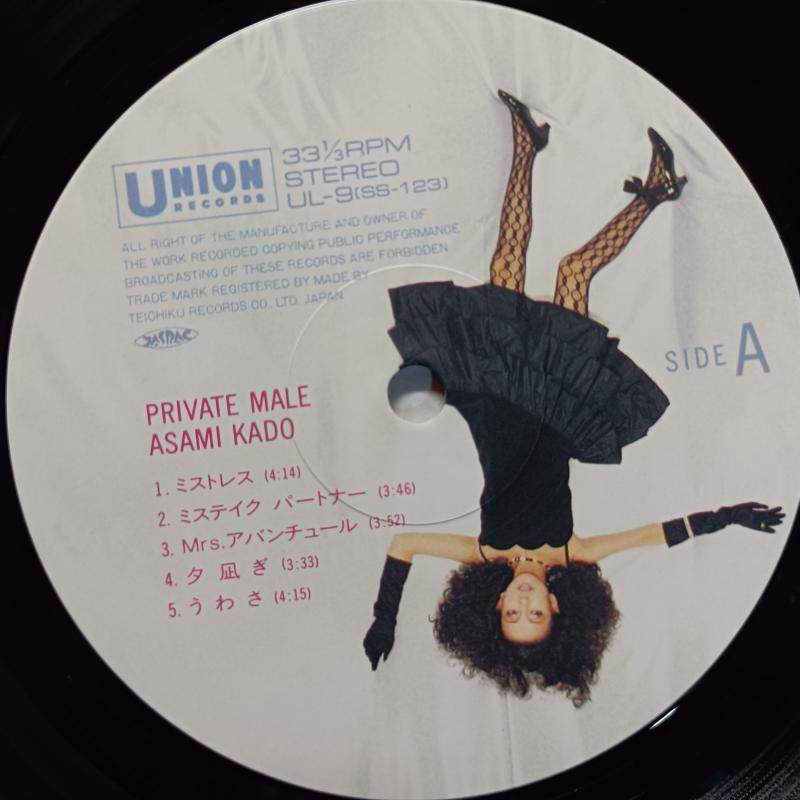 UNION
RECORDS
33⅓RPM
STEREO
UL-9(SS-123)
ALL RIGHT OF THE MANUFACTURE AND OWNER OF
THE WORK RECORDED COPYING PUBLIC PERFORMANCE
BROADCASTING OF THESE RECORDS ARE FORBIDDEN
TRADE MARK REGISTERED BY MADE BY
TEICHIKU RECORDS CO., LTD. JAPAN
JASRAC
SIDE A
PRIVATE MALE
ASAMI KADO
1. ミストレス (4:14)
2. ミステイク パートナー (3:46)
3. Mrs.アバンチュール (3:52)
4. 夕 凪 ぎ (3:33)
5. う わ さ (4:15)